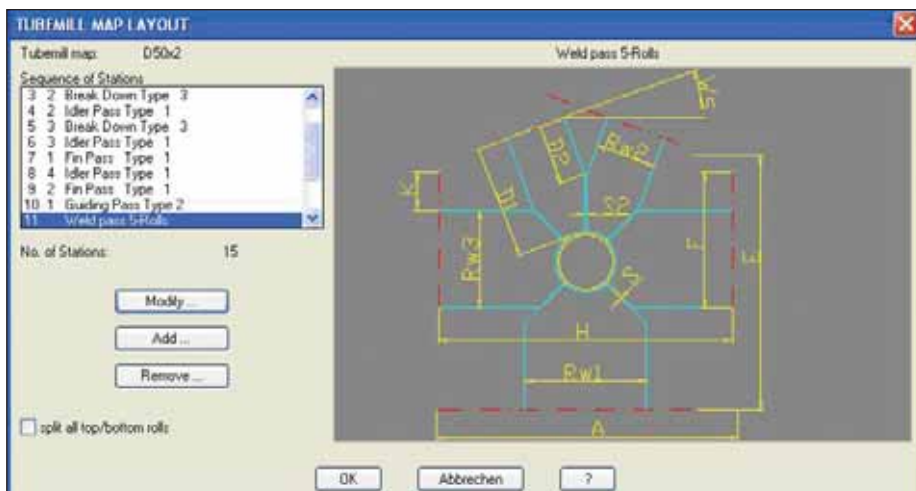 TUBEMILL MAP LAYOUT
Tubemill map: D50x2
Weld pass 5-Rolls
Sequence of Stations
3 2 Break Down Type 3
4 2 Idler Pass Type 1
5 3 Break Down Type 3
6 3 Idler Pass Type 1
7 1 Fin Pass Type 1
8 4 Idler Pass Type 1
9 2 Fin Pass Type 1
10 1 Guiding Pass Type 2
11 Weld pass 5-Rolls
No. of Stations: 15
Modify ...
Add ...
Remove ...
split all top/bottom rolls
OK
Abbrechen
?
D1
D2
Rw2
K
S2
Rw3
F
E
S
H
Rw1
A